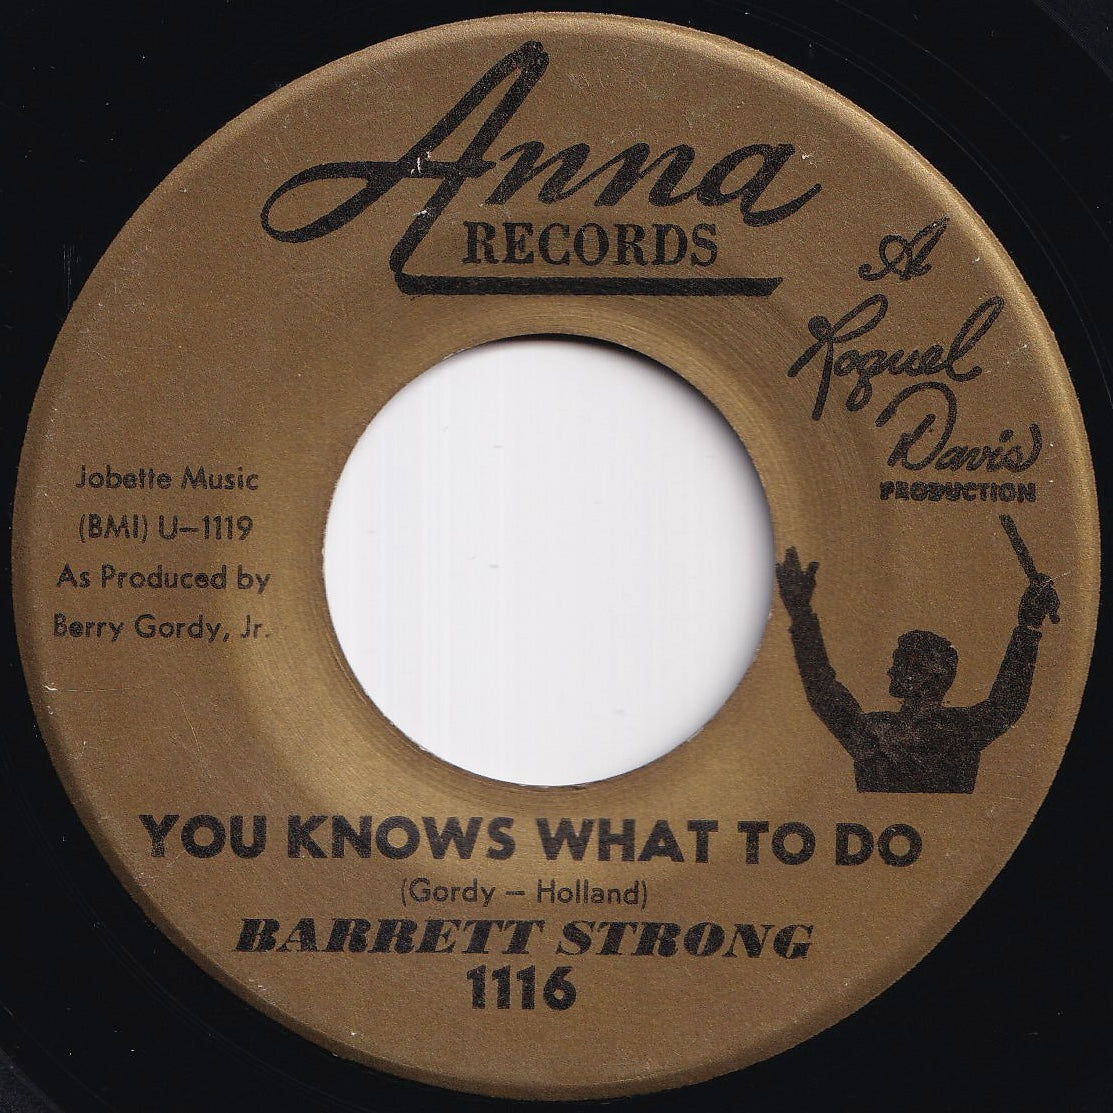 Anna
RECORDS
A
Roquel
Davis
PRODUCTION
Jobette Music
(BMI) U-1119
As Produced by
Berry Gordy, Jr.
YOU KNOWS WHAT TO DO
(Gordy – Holland)
BARRETT STRONG
1116